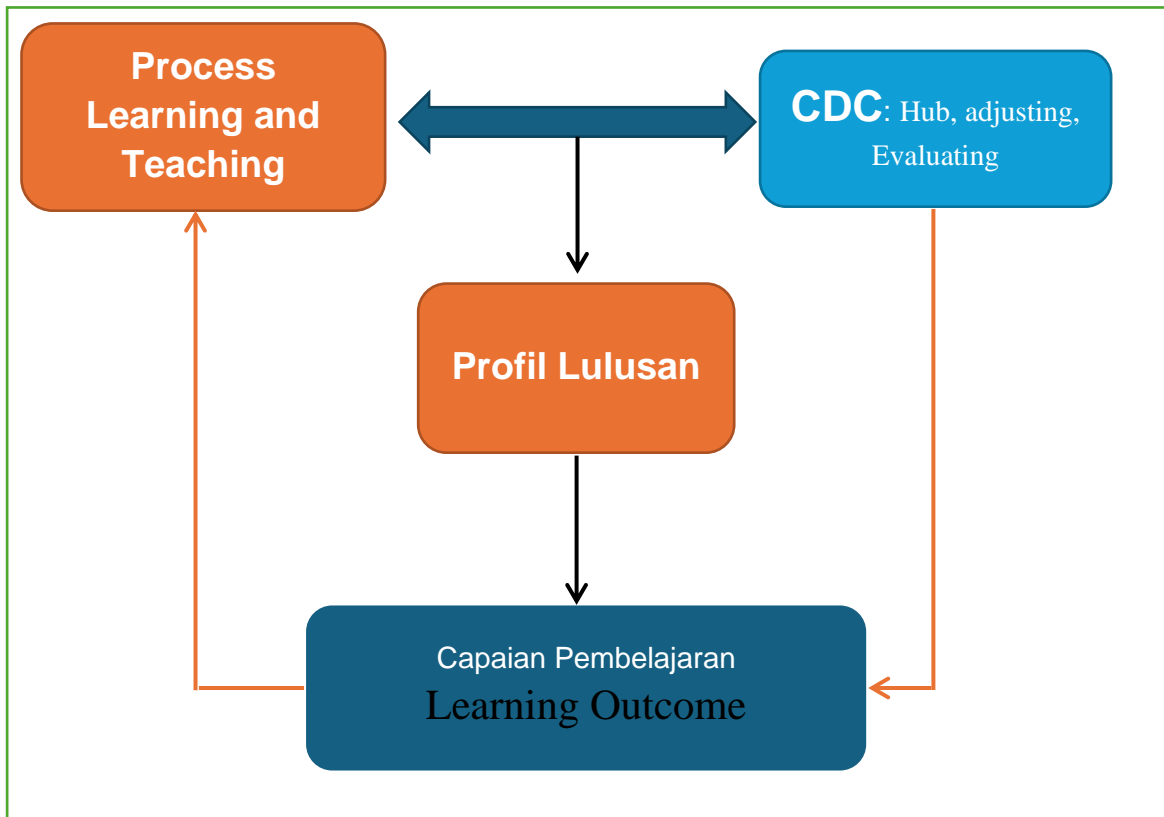 Process
Learning and
Teaching
CDC: Hub, adjusting,
Evaluating
Profil Lulusan
Capaian Pembelajaran
Learning Outcome